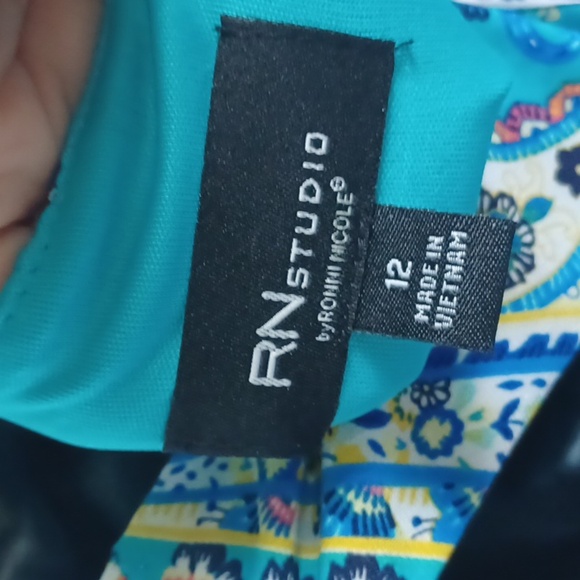 RN STUDIO
by RONNI NICOLE®
12
MADE IN
VIETNAM